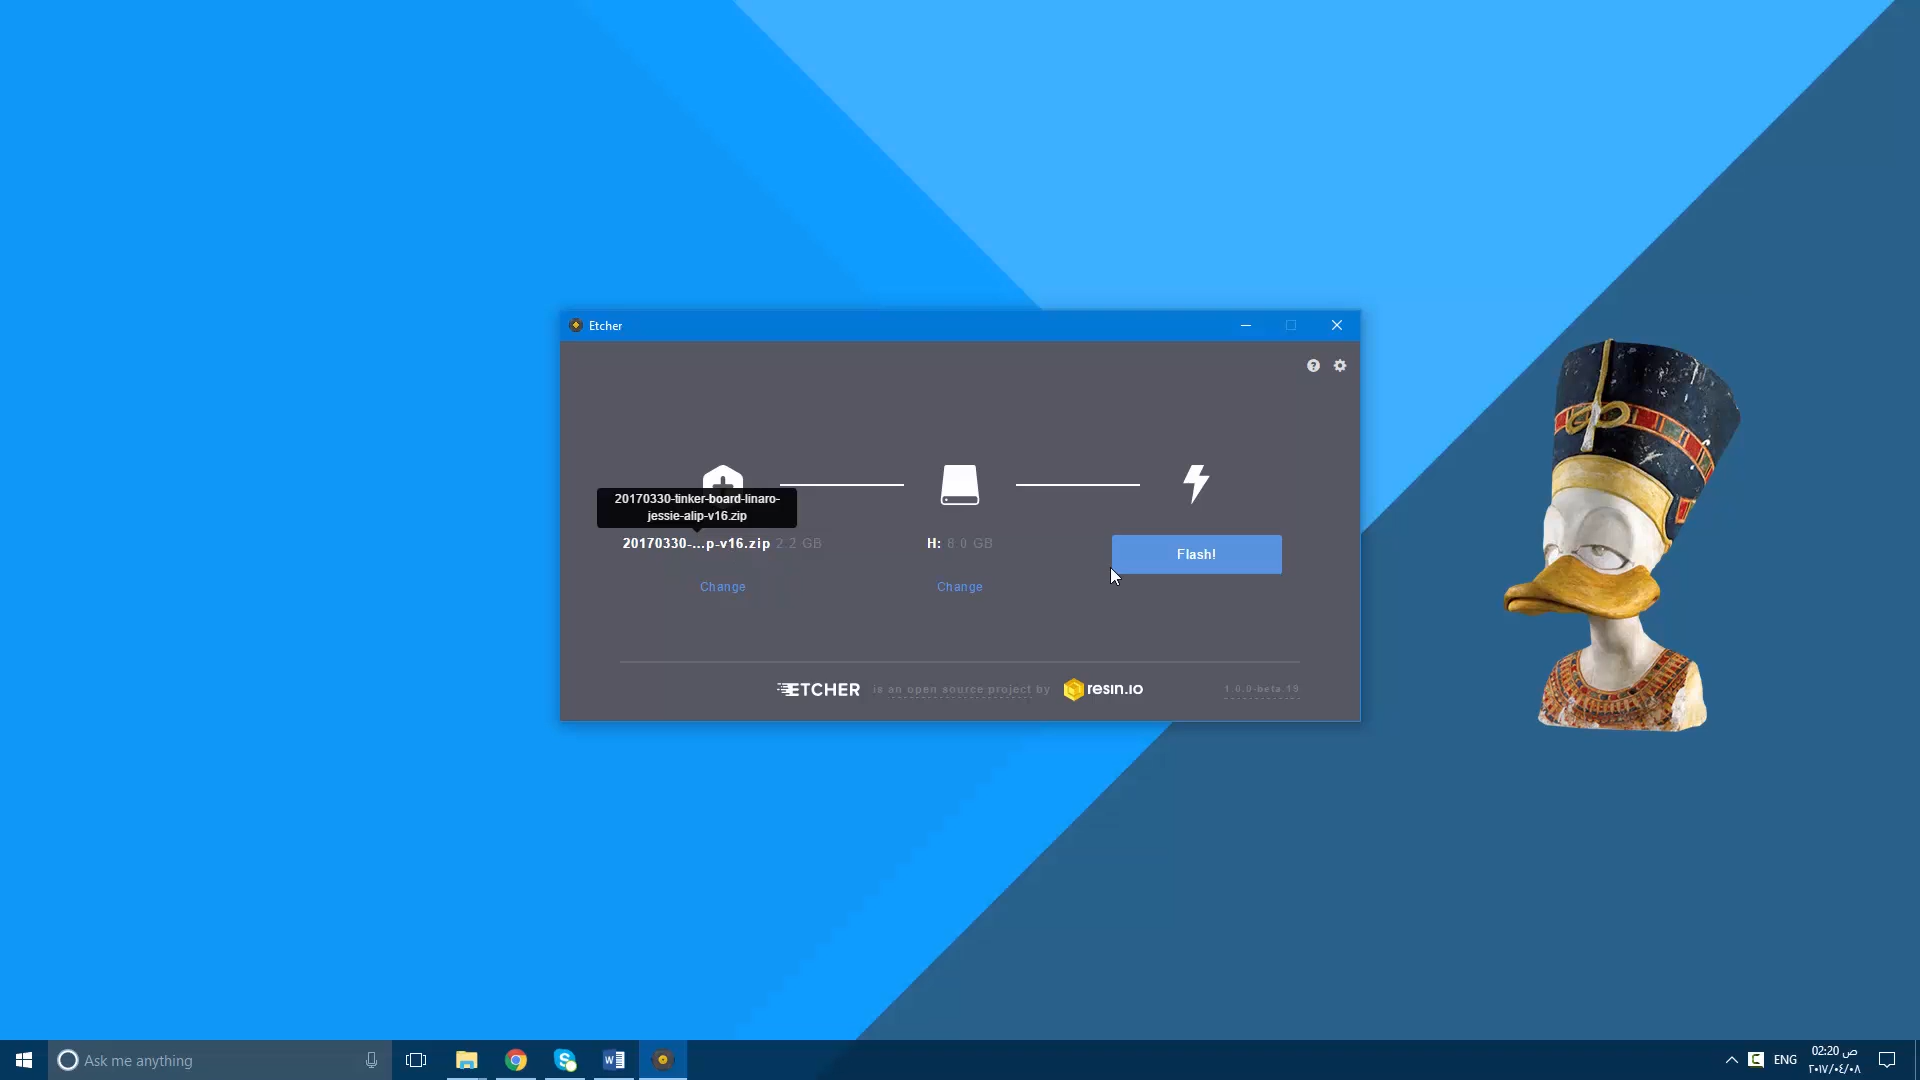 Etcher
20170330-tinker-board-linaro-
jessie-alip-v16.zip
20170330-...p-v16.zip 2.2 GB
H: 8.0 GB
Flash!
Change
Change
ETCHER is an open source project by resin.io
1.0.0-beta.18
Ask me anything
ENG
02:20 ص
٢٠١٧/٠٤/٠٨